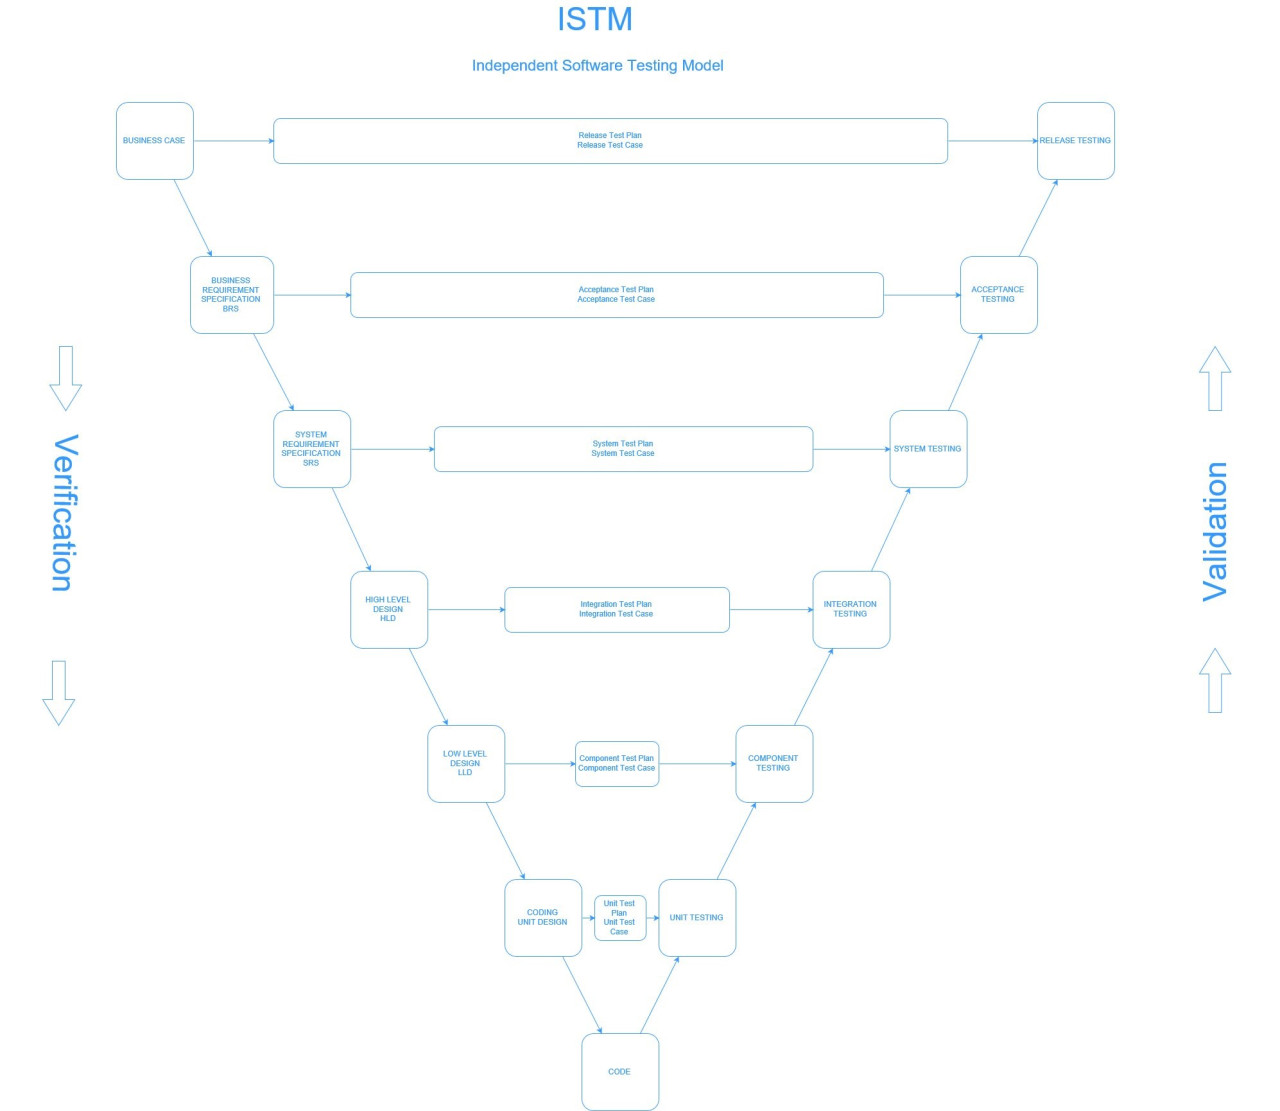 ISTM
Independent Software Testing Model
BUSINESS CASE
Release Test Plan
Release Test Case
RELEASE TESTING
BUSINESS
REQUIREMENT
SPECIFICATION
BRS
Acceptance Test Plan
Acceptance Test Case
ACCEPTANCE
TESTING
Verification
Validation
SYSTEM
REQUIREMENT
SPECIFICATION
SRS
System Test Plan
System Test Case
SYSTEM TESTING
HIGH LEVEL
DESIGN
HLD
Integration Test Plan
Integration Test Case
INTEGRATION
TESTING
LOW LEVEL
DESIGN
LLD
Component Test Plan
Component Test Case
COMPONENT
TESTING
CODING
UNIT DESIGN
Unit Test
Plan
Unit Test
Case
UNIT TESTING
CODE